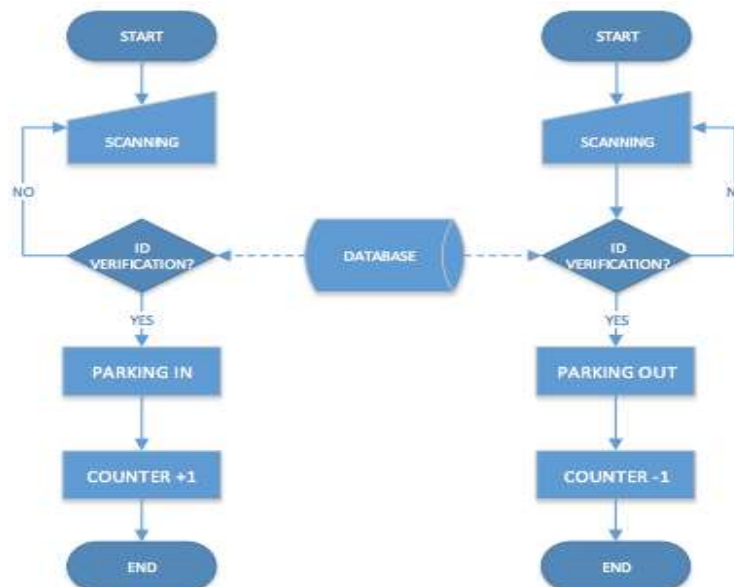 START
SCANNING
NO
ID
VERIFICATION?
YES
PARKING IN
COUNTER +1
END
DATABASE
START
SCANNING
N
ID
VERIFICATION?
YES
PARKING OUT
COUNTER -1
END